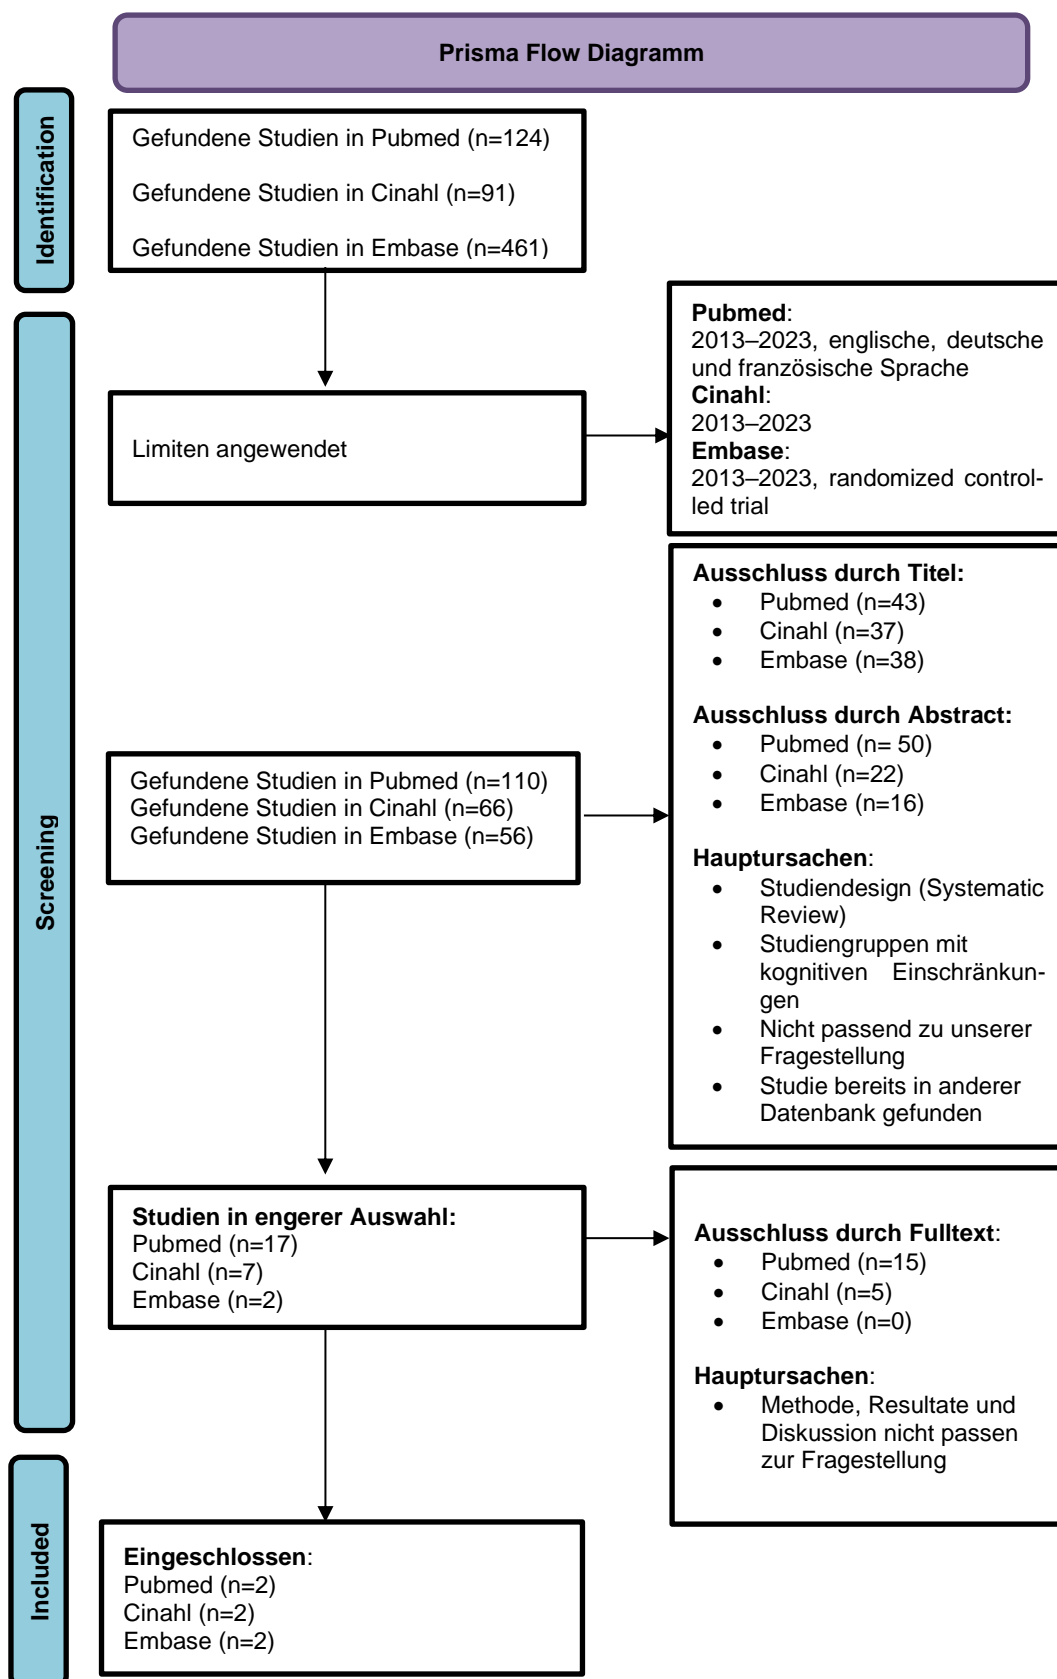 Prisma Flow Diagramm
Identification
Gefundene Studien in Pubmed (n=124)
Gefundene Studien in Cinahl (n=91)
Gefundene Studien in Embase (n=461)
Screening
Limiten angewendet
Pubmed:
2013–2023, englische, deutsche
und französische Sprache
Cinahl:
2013–2023
Embase:
2013–2023, randomized control-
led trial
Gefundene Studien in Pubmed (n=110)
Gefundene Studien in Cinahl (n=66)
Gefundene Studien in Embase (n=56)
Ausschluss durch Titel:
• Pubmed (n=43)
• Cinahl (n=37)
• Embase (n=38)
Ausschluss durch Abstract:
• Pubmed (n= 50)
• Cinahl (n=22)
• Embase (n=16)
Hauptursachen:
• Studiendesign (Systematic
Review)
• Studiengruppen mit
kognitiven Einschränkun-
gen
• Nicht passend zu unserer
Fragestellung
• Studie bereits in anderer
Datenbank gefunden
Studien in engerer Auswahl:
Pubmed (n=17)
Cinahl (n=7)
Embase (n=2)
Ausschluss durch Fulltext:
• Pubmed (n=15)
• Cinahl (n=5)
• Embase (n=0)
Hauptursachen:
• Methode, Resultate und
Diskussion nicht passen
zur Fragestellung
Included
Eingeschlossen:
Pubmed (n=2)
Cinahl (n=2)
Embase (n=2)